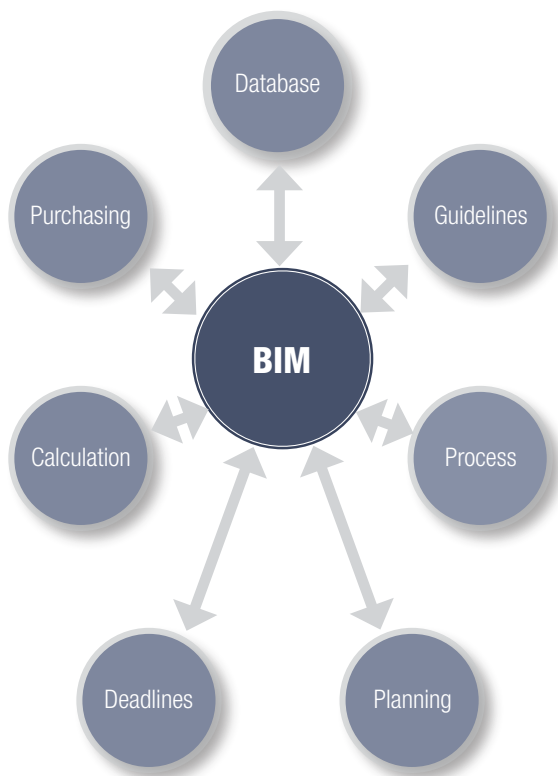 Database
Purchasing
Guidelines
BIM
Calculation
Process
Deadlines
Planning